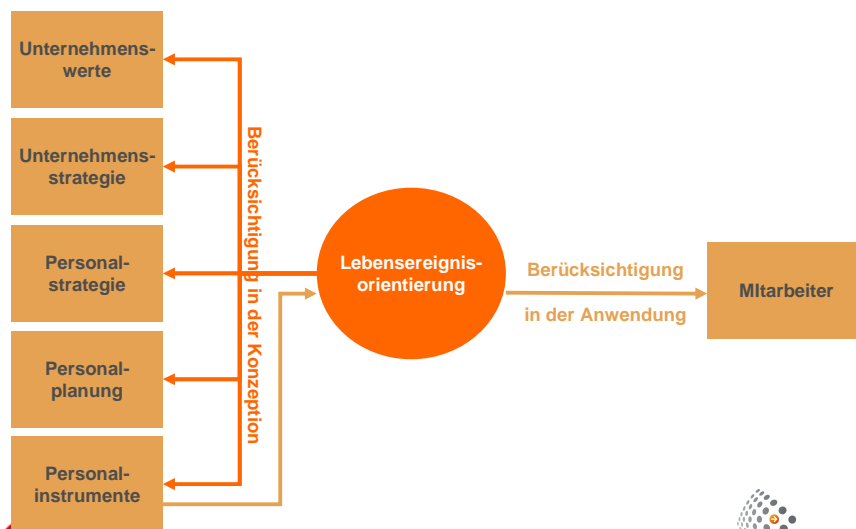 Unternehmens-
werte
Unternehmens-
strategie
Personal-
strategie
Personal-
planung
Personal-
instrumente
Berücksichtigung in der Konzeption
Lebensereignis-
orientierung
Berücksichtigung
in der Anwendung
MItarbeiter